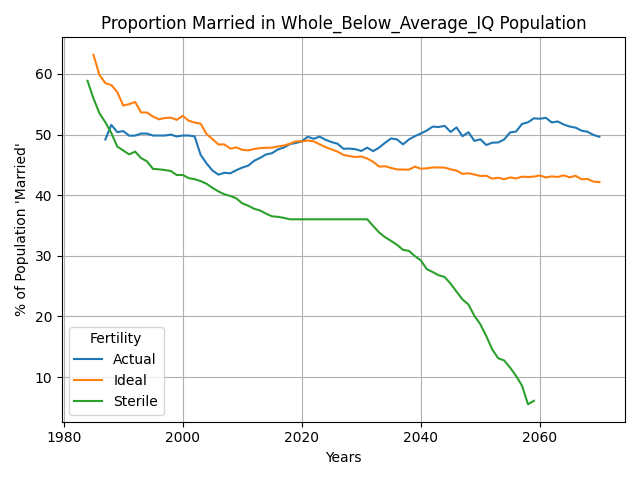 Proportion Married in Whole_Below_Average_IQ Population
% of Population 'Married'
60
50
40
30
20
10
Fertility
Actual
Ideal
Sterile
1980
2000
2020
2040
2060
Years